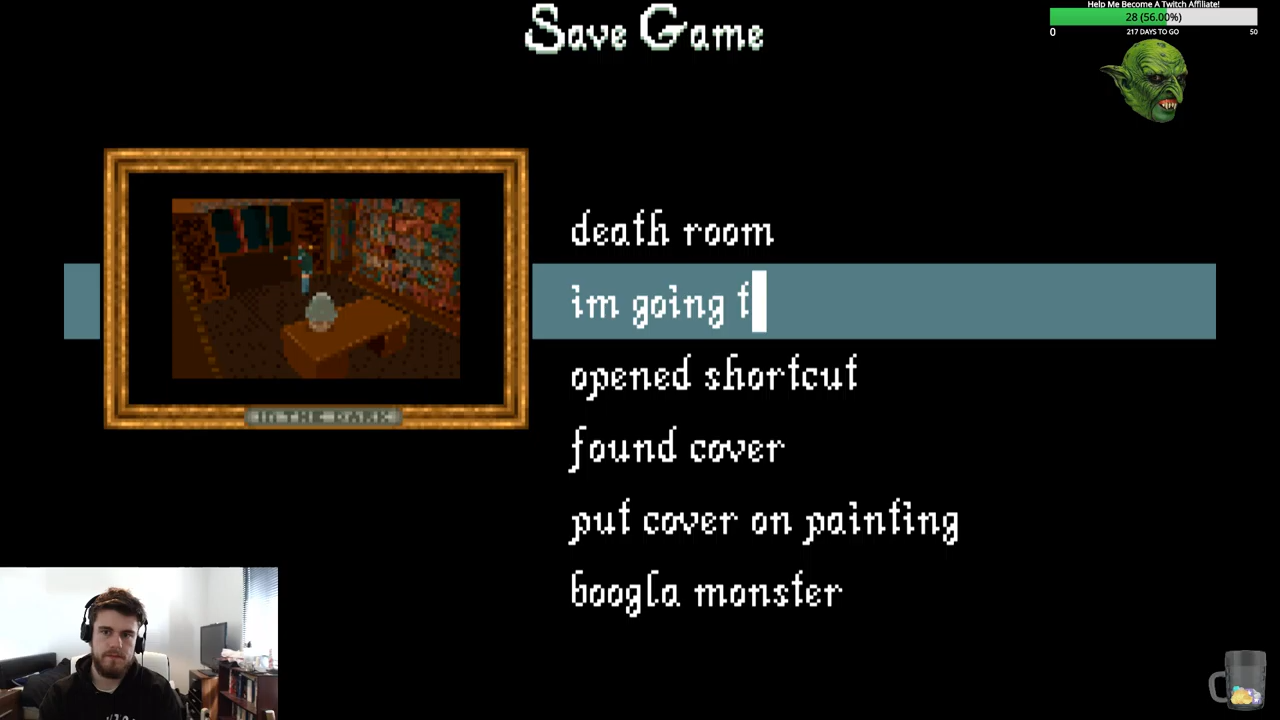 Save Game
Help Me Become A Twitch Affiliate!
28 (56.00%)
0 217 DAYS TO GO 50
death room
im going t
opened shortcut
found cover
put cover on painting
boogla monster
IN THE DARK